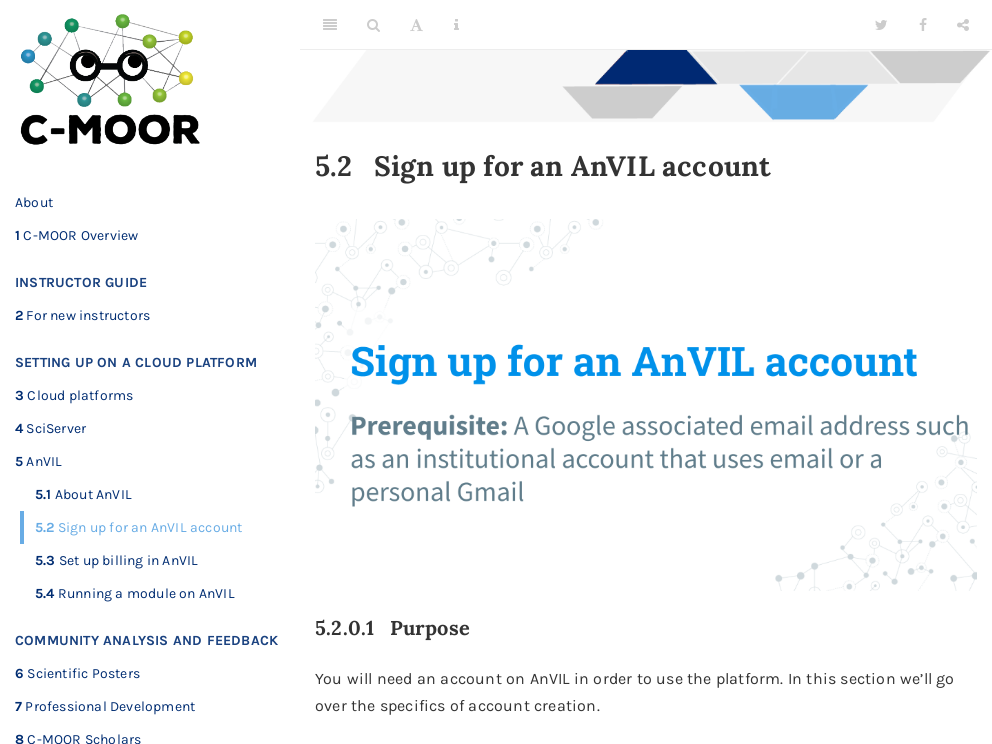 C-MOOR
About
1 C-MOOR Overview
INSTRUCTOR GUIDE
2 For new instructors
SETTING UP ON A CLOUD PLATFORM
3 Cloud platforms
4 SciServer
5 AnVIL
5.1 About AnVIL
5.2 Sign up for an AnVIL account
5.3 Set up billing in AnVIL
5.4 Running a module on AnVIL
COMMUNITY ANALYSIS AND FEEDBACK
6 Scientific Posters
7 Professional Development
8 C-MOOR Scholars
5.2 Sign up for an AnVIL account
Sign up for an AnVIL account
Prerequisite: A Google associated email address such
as an institutional account that uses email or a
personal Gmail
5.2.0.1 Purpose
You will need an account on AnVIL in order to use the platform. In this section we’ll go
over the specifics of account creation.